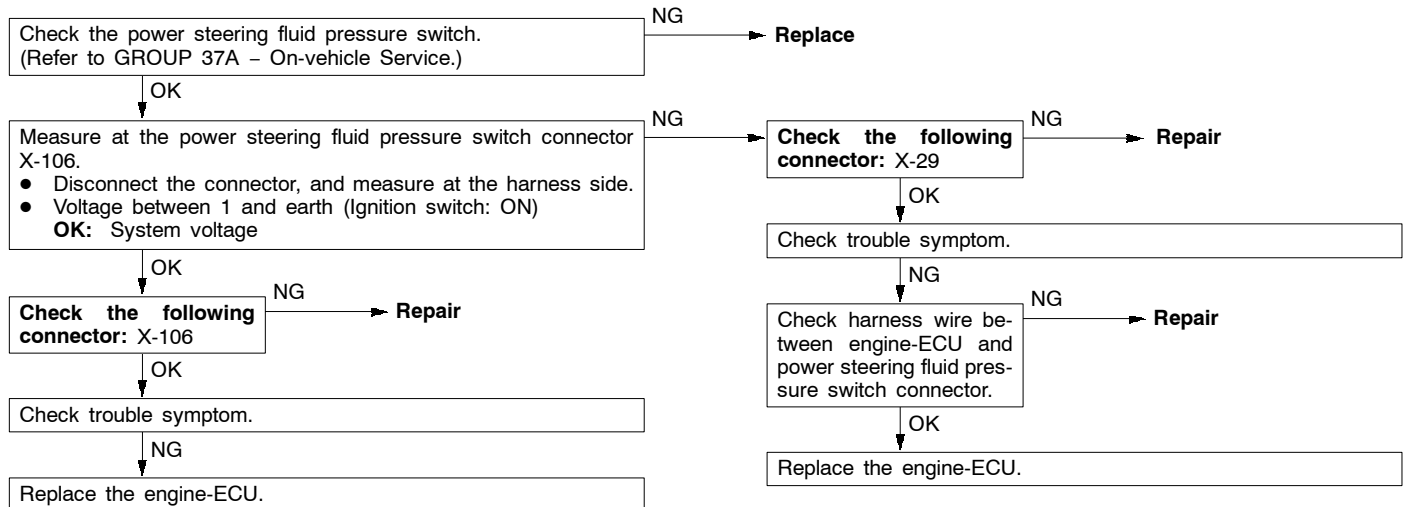 Check the power steering fluid pressure switch.
(Refer to GROUP 37A – On-vehicle Service.)
NG
Replace
OK
Measure at the power steering fluid pressure switch connector
X-106.
● Disconnect the connector, and measure at the harness side.
● Voltage between 1 and earth (Ignition switch: ON)
OK: System voltage
NG
Check the following
connector: X-29
NG
Repair
OK
Check trouble symptom.
NG
Check harness wire be-
tween engine-ECU and
power steering fluid pres-
sure switch connector.
NG
Repair
OK
Replace the engine-ECU.
OK
Check the following
connector: X-106
NG
Repair
OK
Check trouble symptom.
NG
Replace the engine-ECU.